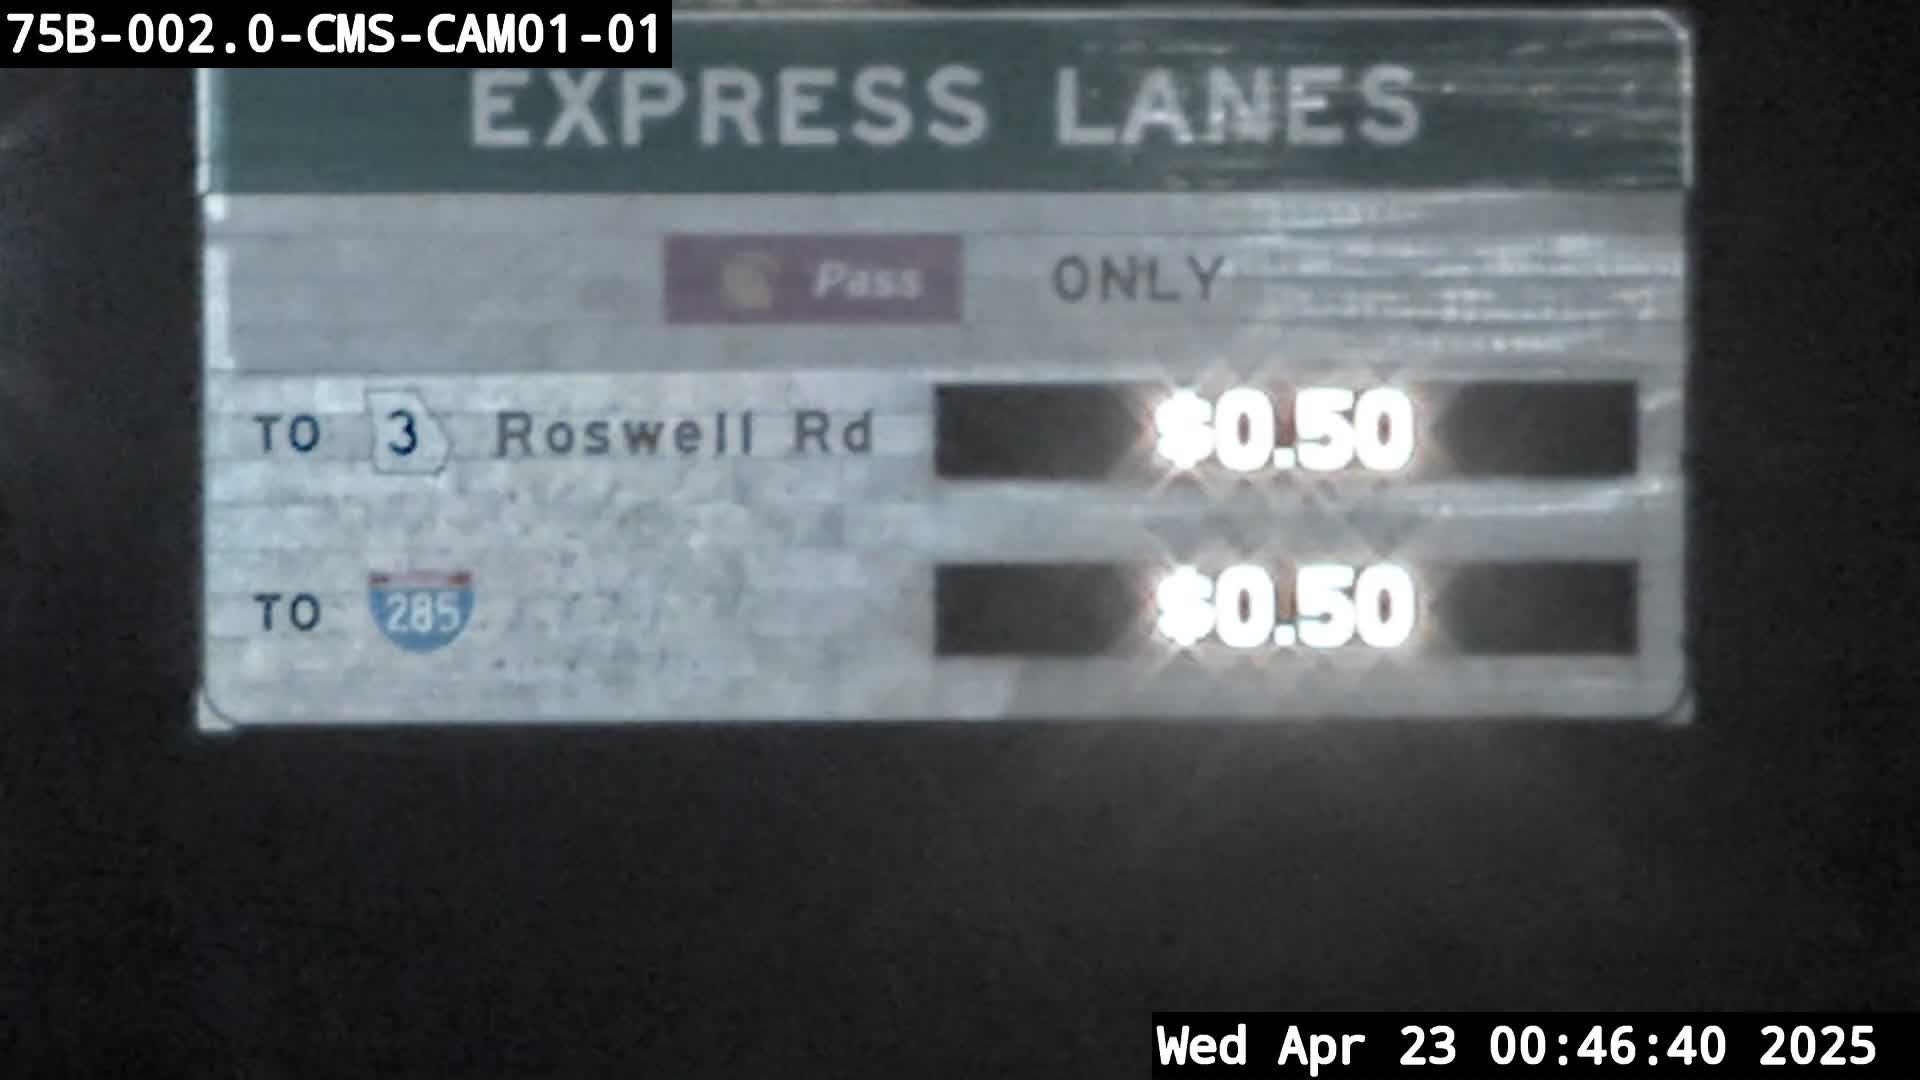 75B-002.0-CMS-CAM01-01
EXPRESS LANES
Pass ONLY
TO 3 Roswell Rd $0.50
TO 285 $0.50
Wed Apr 23 00:46:40 2025